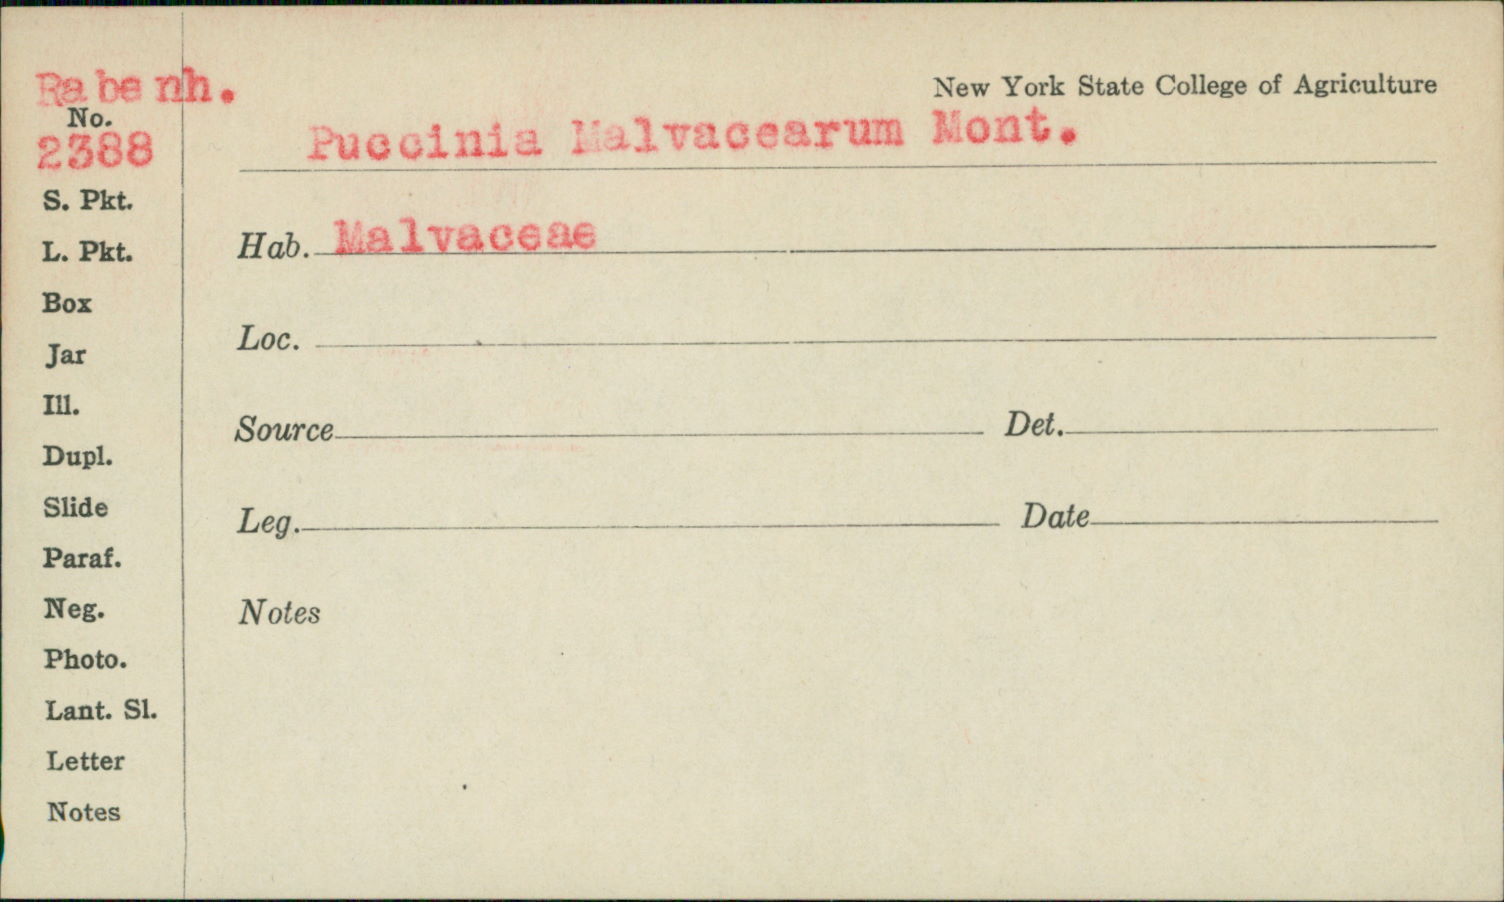 Rabenh.
New York State College of Agriculture
No.
2388
Puccinia Malvacearum Mont.
S. Pkt.
Hab. Malvaceae
L. Pkt.
Box
Loc.
Jar
Ill.
Source Det.
Dupl.
Slide
Leg. Date
Paraf.
Neg.
Notes
Photo.
Lant. Sl.
Letter
Notes